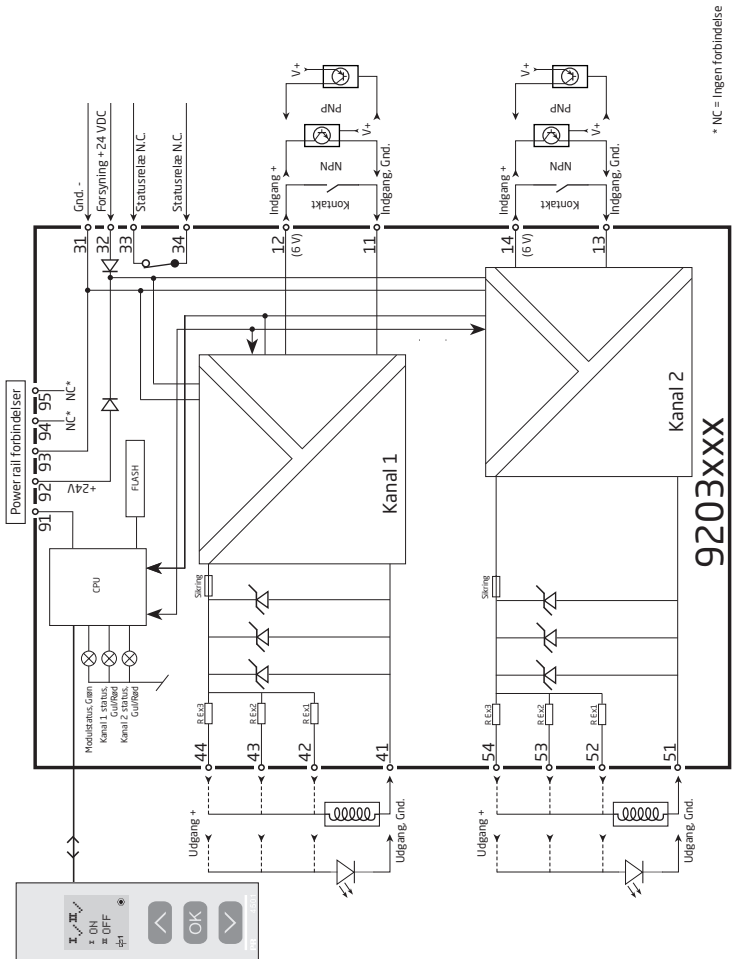 Power rail forbindelser
91
92
93
94
95
+24V
NC*
NC*
CPU
FLASH
Modulstatus, Grøn
Kanal 1 status,
Gul/Rød
Kanal 2 status,
Gul/Rød
I ON
II OFF
OK
Gnd. -
Forsyning + 24 VDC
Statusrelæ N.C.
Statusrelæ N.C.
31
32
33
34
Indgang +
12
(6 V)
11
Indgang, Gnd.
Kontakt
NPN
PNP
V+
V+
Indgang +
14
(6 V)
13
Indgang, Gnd.
Kontakt
NPN
PNP
V+
V+
Kanal 1
Sikring
R Ex3
R Ex2
R Ex1
44
43
42
41
Udgang +
Udgang, Gnd.
Kanal 2
Sikring
R Ex3
R Ex2
R Ex1
54
53
52
51
Udgang +
Udgang, Gnd.
9203xxx
* NC = Ingen forbindelse